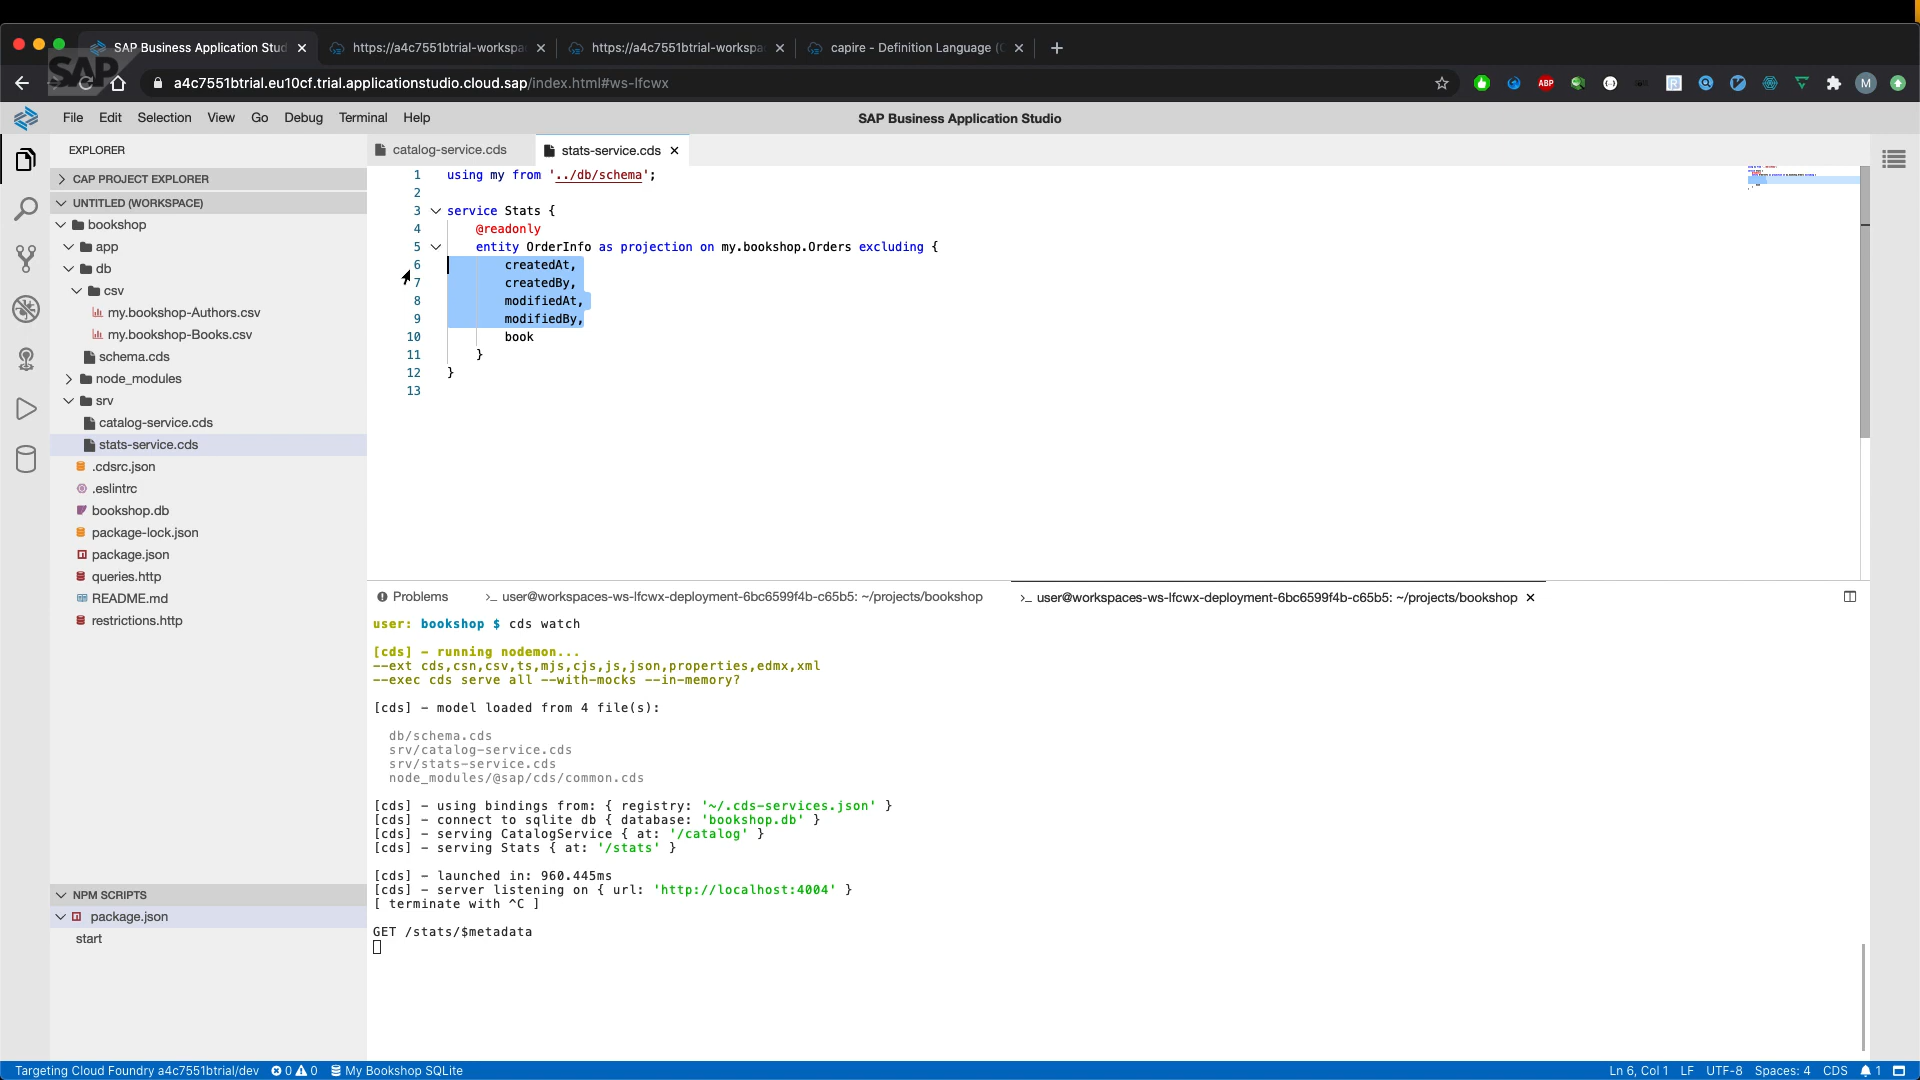 SAP Business Application Stud
https://a4c7551btrial-workspa
https://a4c7551btrial-workspa
capire - Definition Language (
SAP
a4c7551btrial.eu10cf.trial.applicationstudio.cloud.sap/index.html#ws-lfcwx
ABP
M
File Edit Selection View Go Debug Terminal Help
SAP Business Application Studio
EXPLORER
CAP PROJECT EXPLORER
UNTITLED (WORKSPACE)
bookshop
app
db
csv
my.bookshop-Authors.csv
my.bookshop-Books.csv
schema.cds
node_modules
srv
catalog-service.cds
stats-service.cds
.cdsrc.json
.eslintrc
bookshop.db
package-lock.json
package.json
queries.http
README.md
restrictions.http
NPM SCRIPTS
package.json
start
catalog-service.cds
stats-service.cds
1 using my from '../db/schema';
2
3 service Stats {
4 @readonly
5 entity OrderInfo as projection on my.bookshop.Orders excluding {
6 createdAt,
7 createdBy,
8 modifiedAt,
9 modifiedBy,
10 book
11 }
12 }
13
Problems
>_ user@workspaces-ws-lfcwx-deployment-6bc6599f4b-c65b5: ~/projects/bookshop
>_ user@workspaces-ws-lfcwx-deployment-6bc6599f4b-c65b5: ~/projects/bookshop
user: bookshop $ cds watch
[cds] - running nodemon...
--ext cds,csn,csv,ts,mjs,cjs,js,json,properties,edmx,xml
--exec cds serve all --with-mocks --in-memory?
[cds] - model loaded from 4 file(s):
db/schema.cds
srv/catalog-service.cds
srv/stats-service.cds
node_modules/@sap/cds/common.cds
[cds] - using bindings from: { registry: '~/.cds-services.json' }
[cds] - connect to sqlite db { database: 'bookshop.db' }
[cds] - serving CatalogService { at: '/catalog' }
[cds] - serving Stats { at: '/stats' }
[cds] - launched in: 960.445ms
[cds] - server listening on { url: 'http://localhost:4004' }
[ terminate with ^C ]
GET /stats/$metadata
Targeting Cloud Foundry a4c7551btrial/dev
0 0
My Bookshop SQLite
Ln 6, Col 1
LF
UTF-8
Spaces: 4
CDS
1